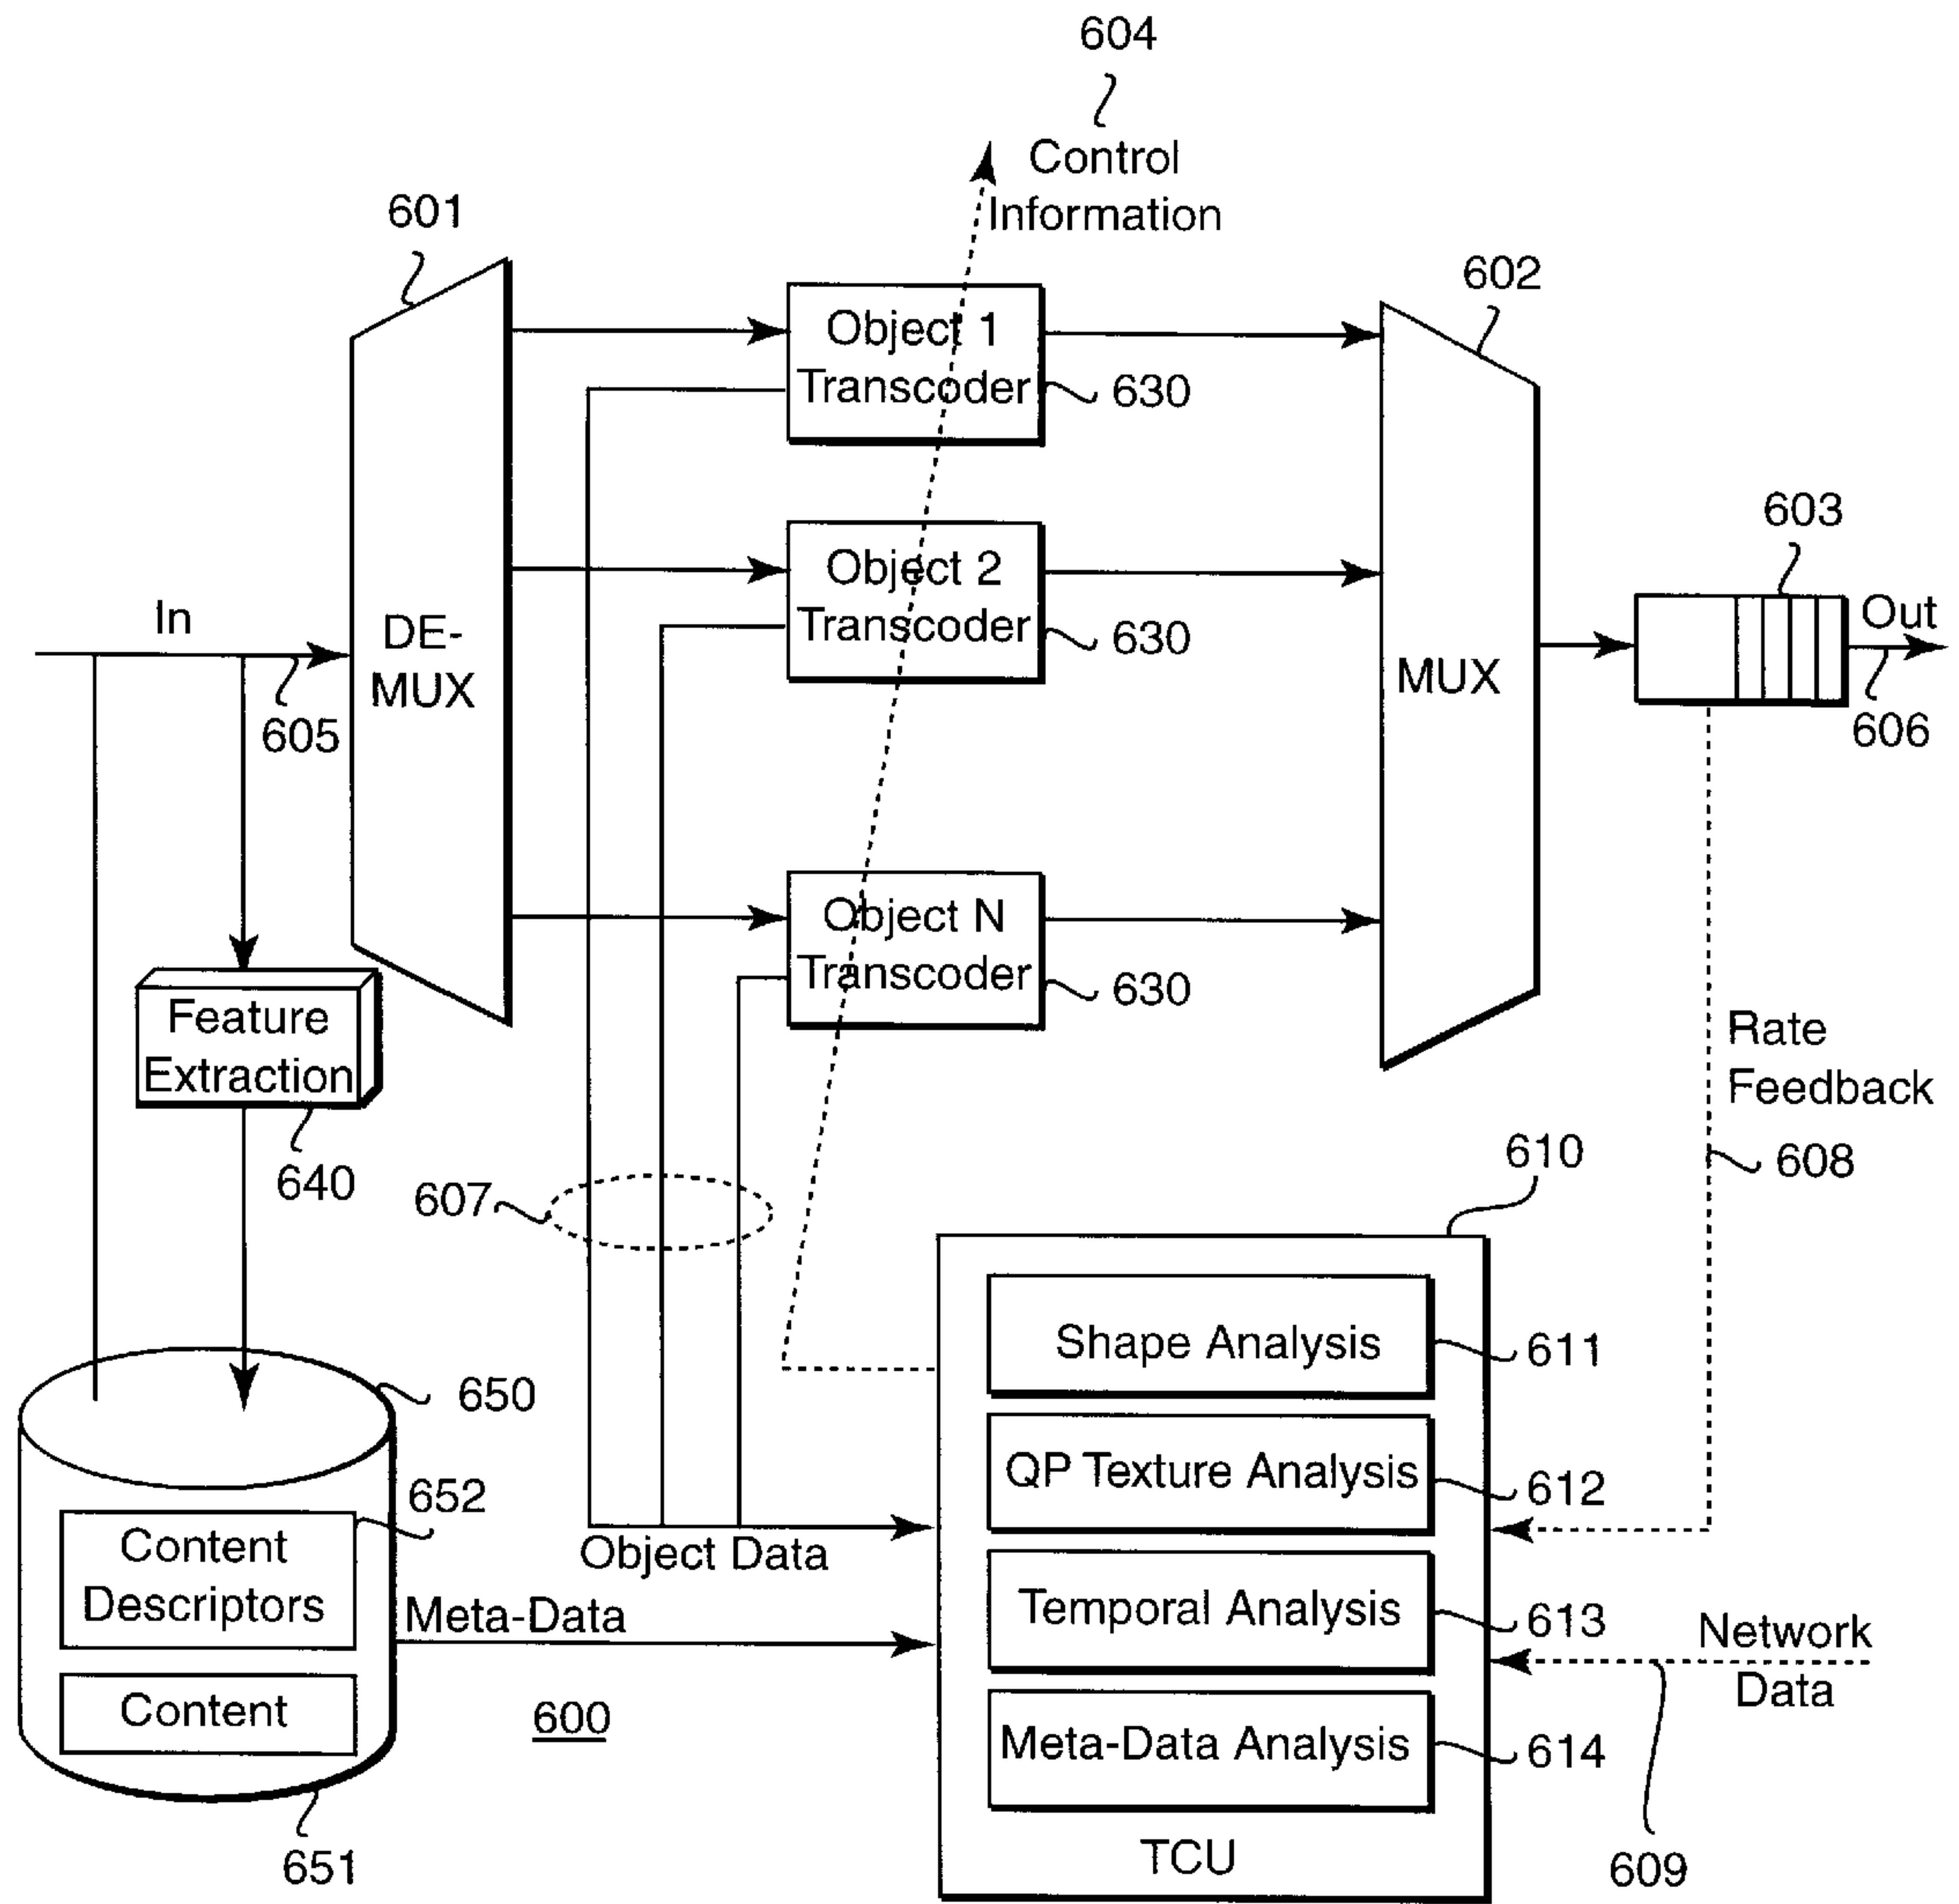 604
Control
Information
601
602
Object 1
Transcoder
630
603
Object 2
Transcoder
630
In
Out
DE-
MUX
MUX
605
606
Object N
Transcoder
630
Feature
Extraction
Rate
Feedback
640
607
610
608
Shape Analysis
611
650
QP Texture Analysis
612
652
Content
Descriptors
Object Data
Temporal Analysis
613
Meta-Data
Network
Data
Content
600
Meta-Data Analysis
614
TCU
651
609